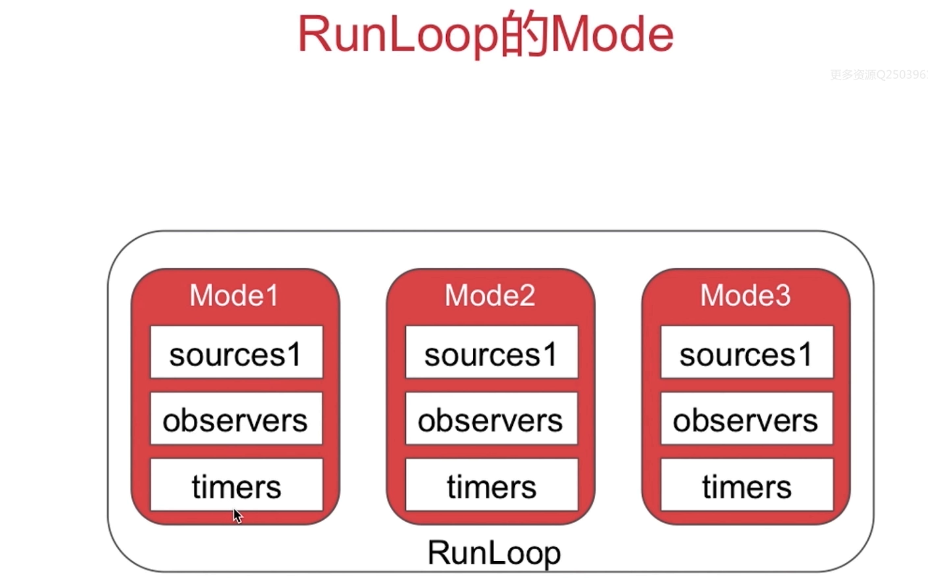 RunLoop的Mode
更多资源Q250396
Mode1
sources1
observers
timers
Mode2
sources1
observers
timers
Mode3
sources1
observers
timers
RunLoop